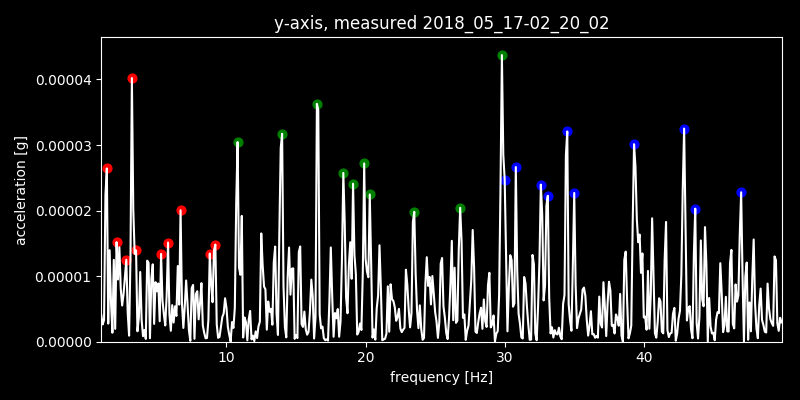 y-axis, measured 2018_05_17-02_20_02
acceleration [g]
0.00004
0.00003
0.00002
0.00001
0.00000
10 20 30 40
frequency [Hz]